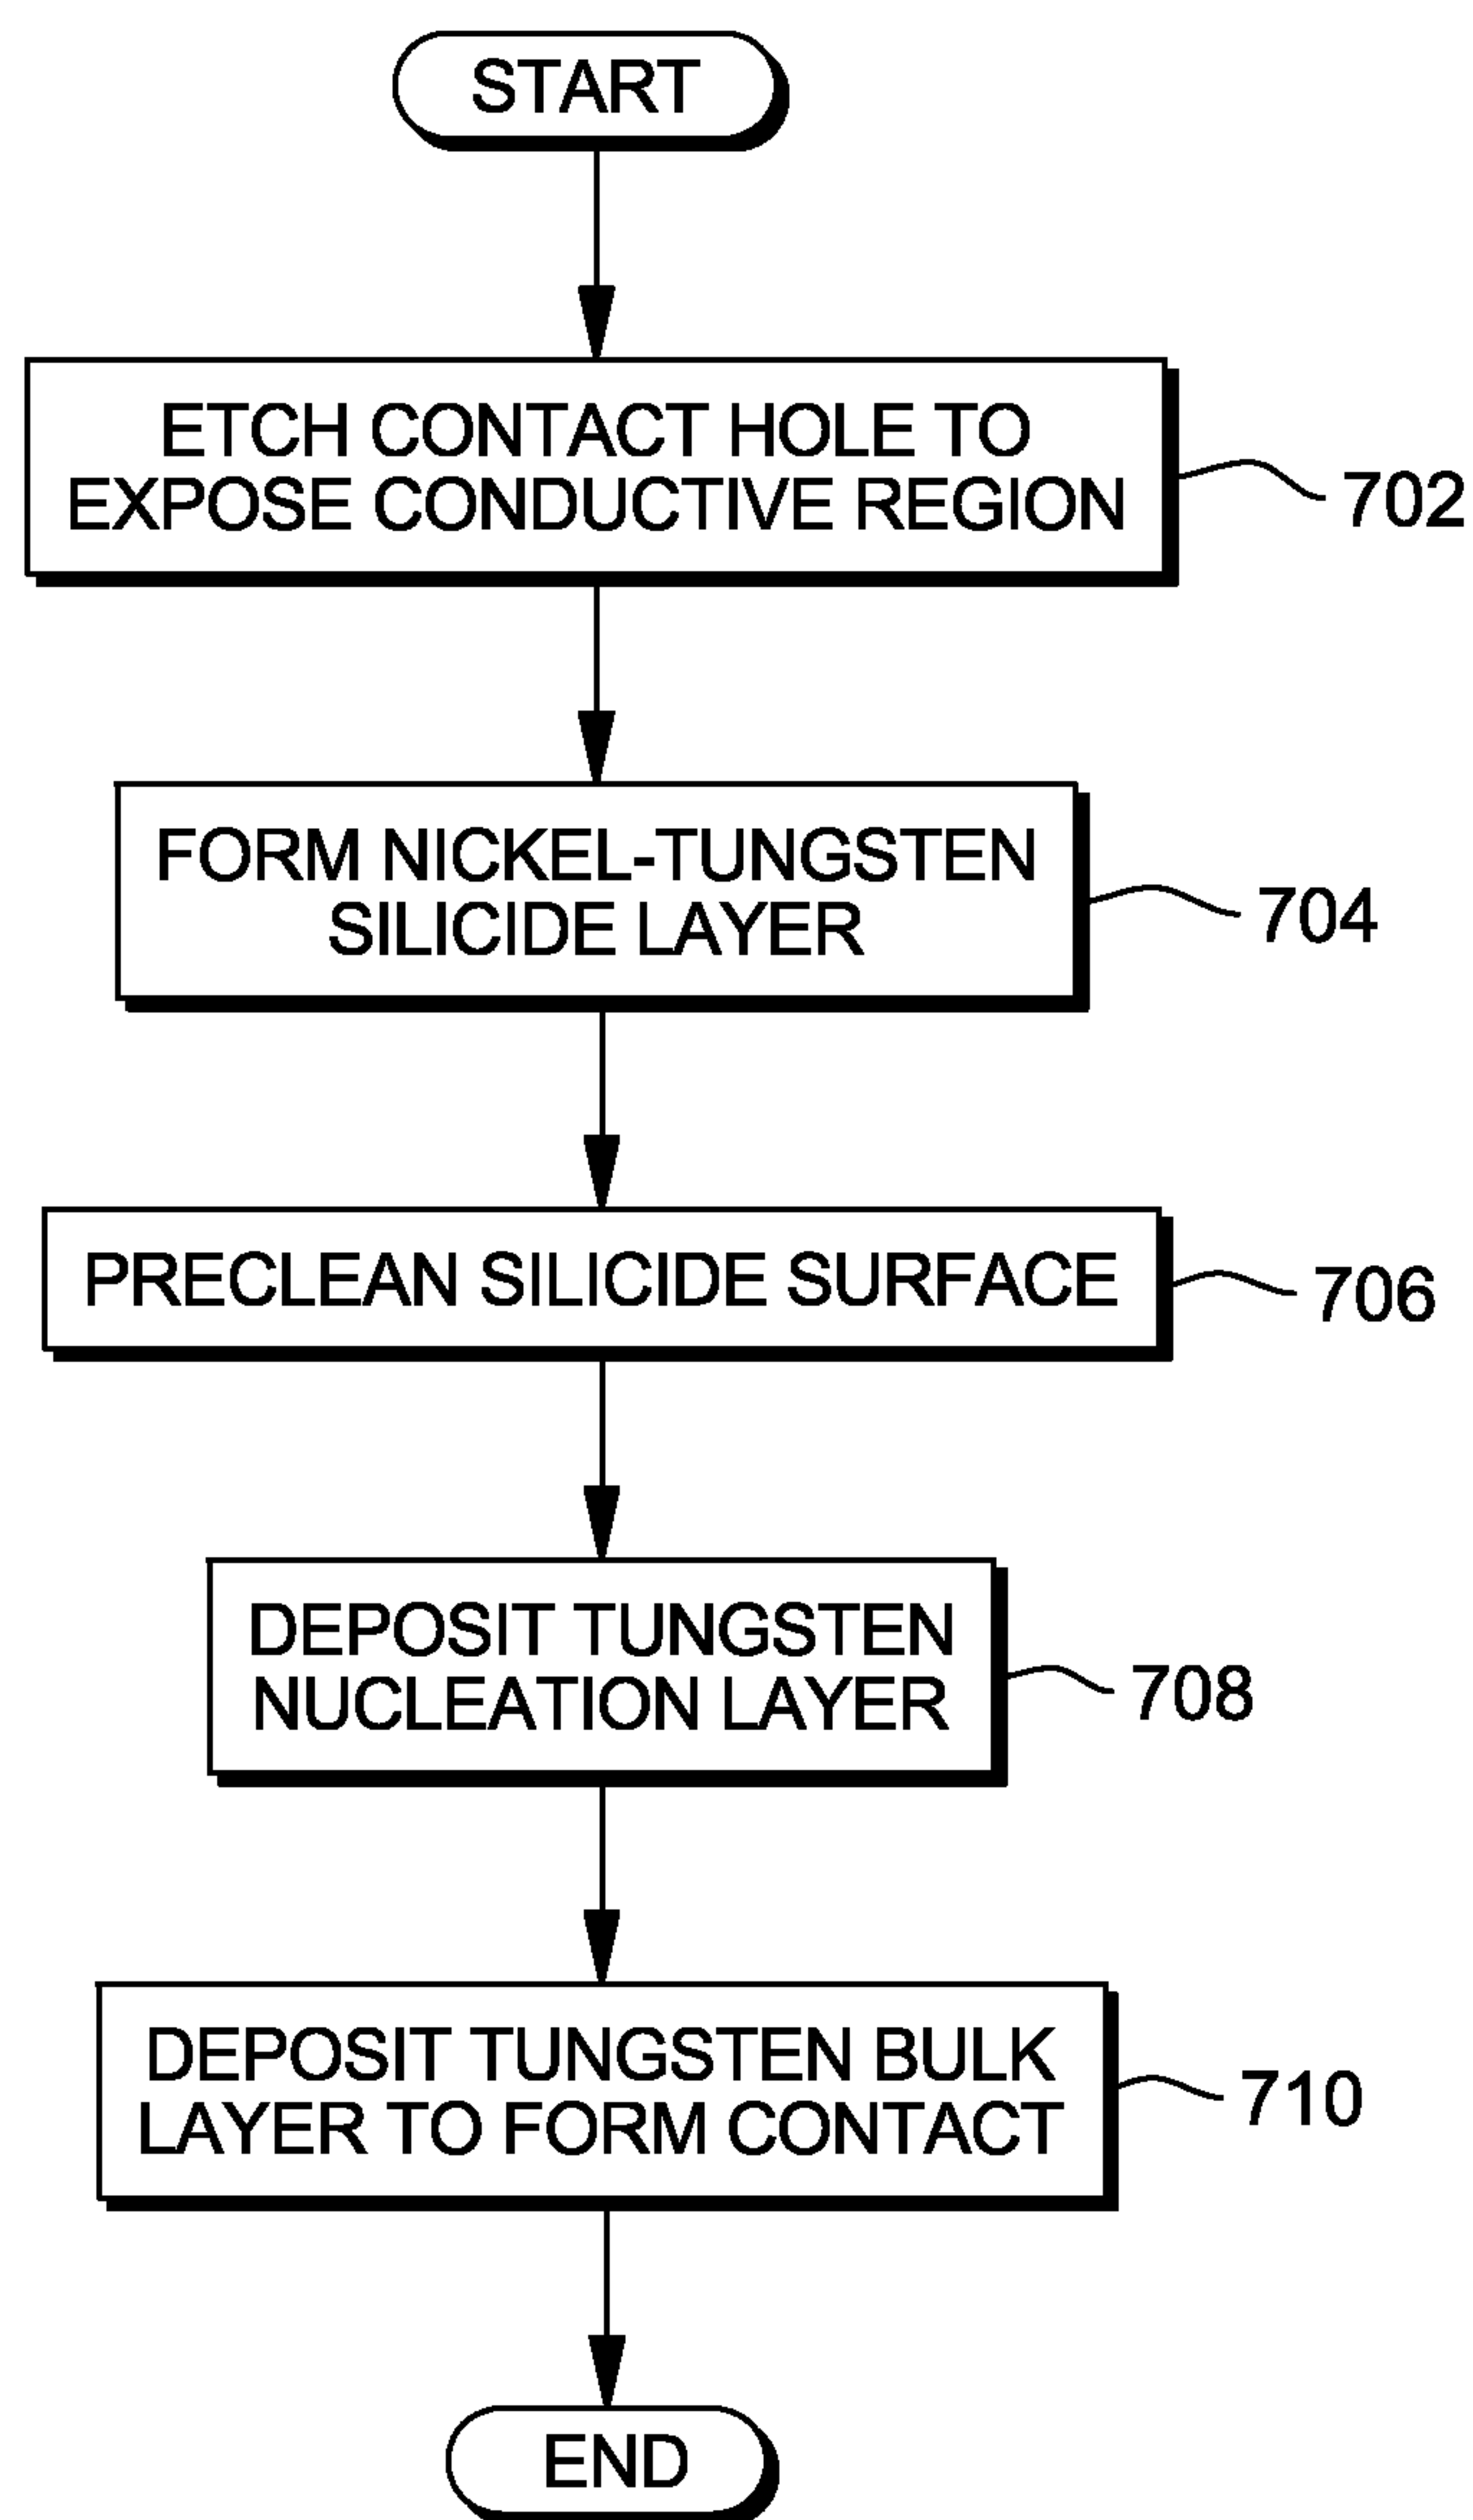 START
ETCH CONTACT HOLE TO
EXPOSE CONDUCTIVE REGION
702
FORM NICKEL-TUNGSTEN
SILICIDE LAYER
704
PRECLEAN SILICIDE SURFACE
706
DEPOSIT TUNGSTEN
NUCLEATION LAYER
708
DEPOSIT TUNGSTEN BULK
LAYER TO FORM CONTACT
710
END